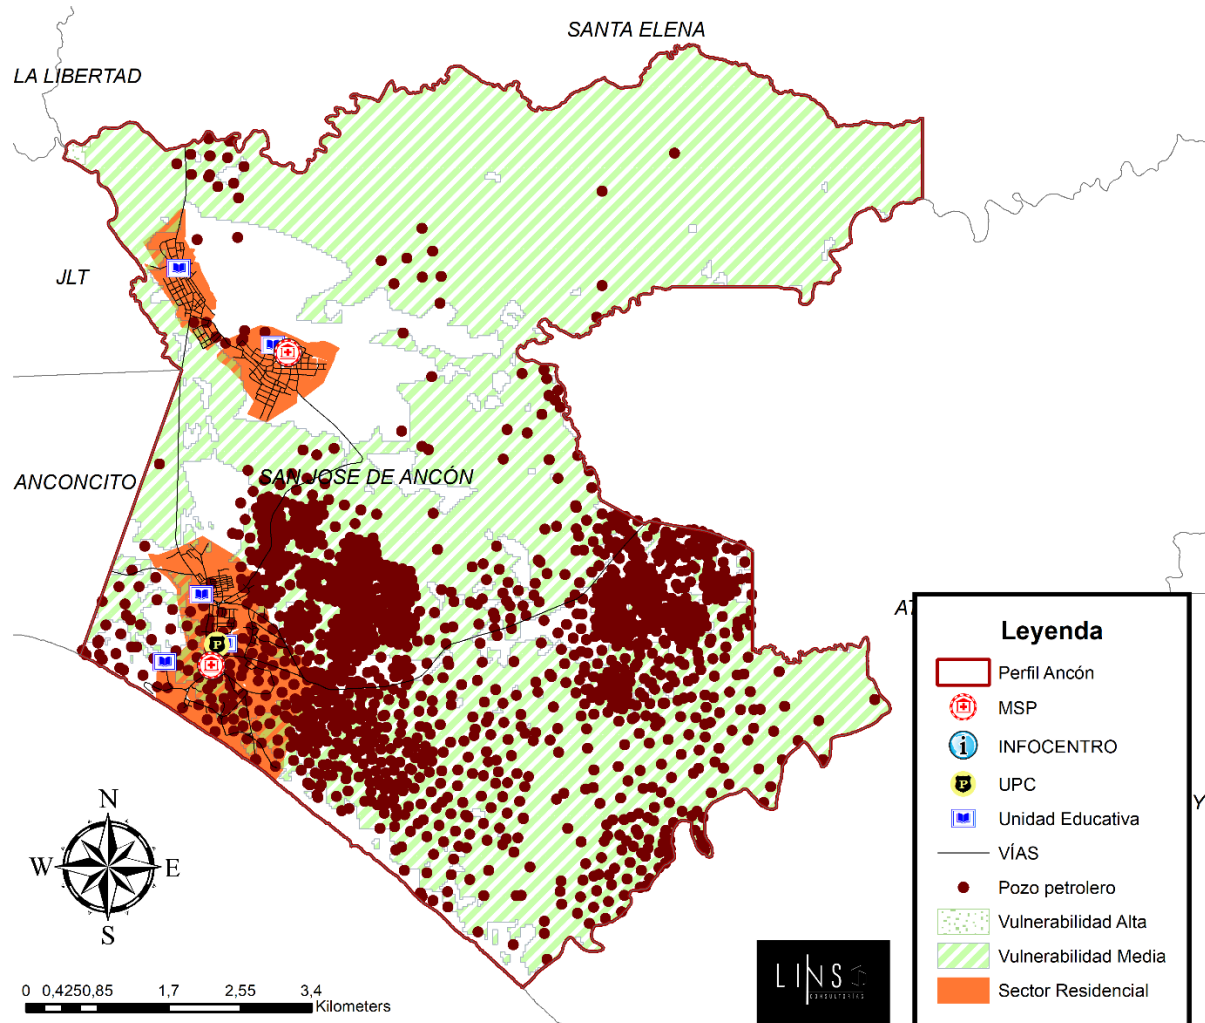 SANTA ELENA
LA LIBERTAD
JLT
ANCONCITO
SAN JOSE DE ANCÓN
AT
Y
Leyenda
Perfil Ancón
MSP
INFOCENTRO
UPC
Unidad Educativa
VÍAS
Pozo petrolero
Vulnerabilidad Alta
Vulnerabilidad Media
Sector Residencial
N
W E
S
0 0,4250,85 1,7 2,55 3,4
Kilometers
LINS
CONSULTORÍAS